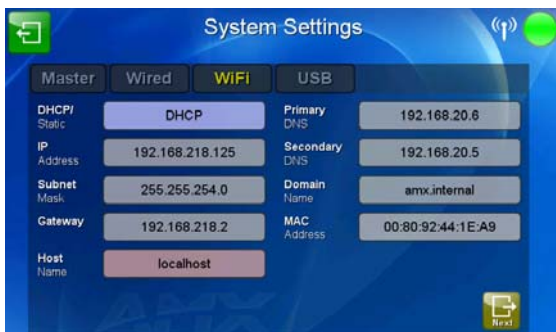 System Settings
Master Wired WiFi USB
DHCP/ Static DHCP
Primary DNS 192.168.20.6
IP Address 192.168.218.125
Secondary DNS 192.168.20.5
Subnet Mask 255.255.254.0
Domain Name amx.internal
Gateway 192.168.218.2
MAC Address 00:80:92:44:1E:A9
Host Name localhost
Next